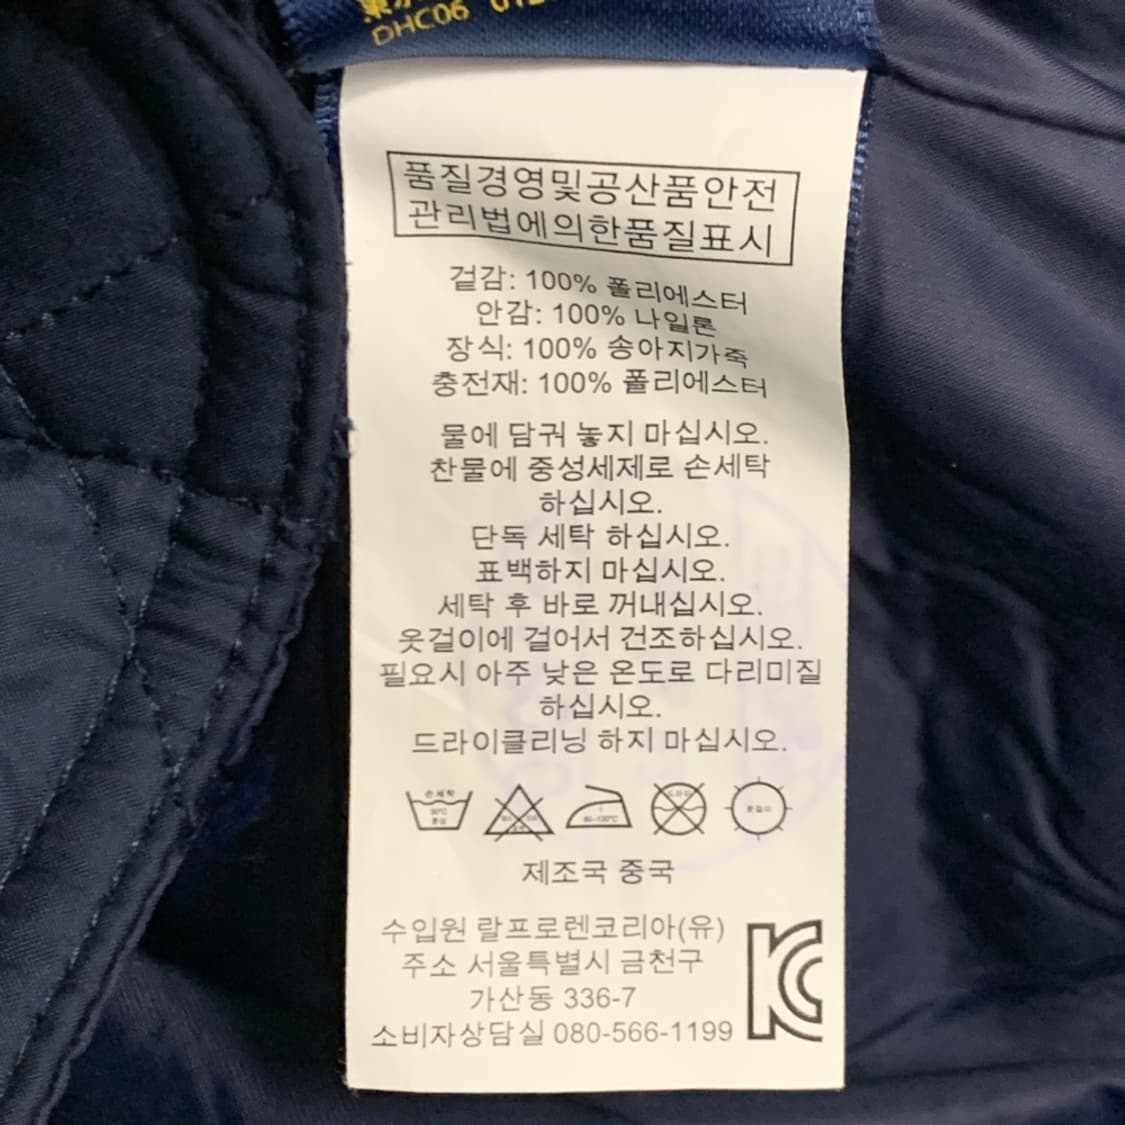 DHC06
품질경영및공산품안전
관리법에의한품질표시
겉감: 100% 폴리에스터
안감: 100% 나일론
장식: 100% 송아지가죽
충전재: 100% 폴리에스터
물에 담궈 놓지 마십시오.
찬물에 중성세제로 손세탁
하십시오.
단독 세탁 하십시오.
표백하지 마십시오.
세탁 후 바로 꺼내십시오.
옷걸이에 걸어서 건조하십시오.
필요시 아주 낮은 온도로 다리미질
하십시오.
드라이클리닝 하지 마십시오.
손세탁
30℃
중성
옷걸이
제조국 중국
수입원 랄프로렌코리아(유)
주소 서울특별시 금천구
가산동 336-7
소비자상담실 080-566-1199